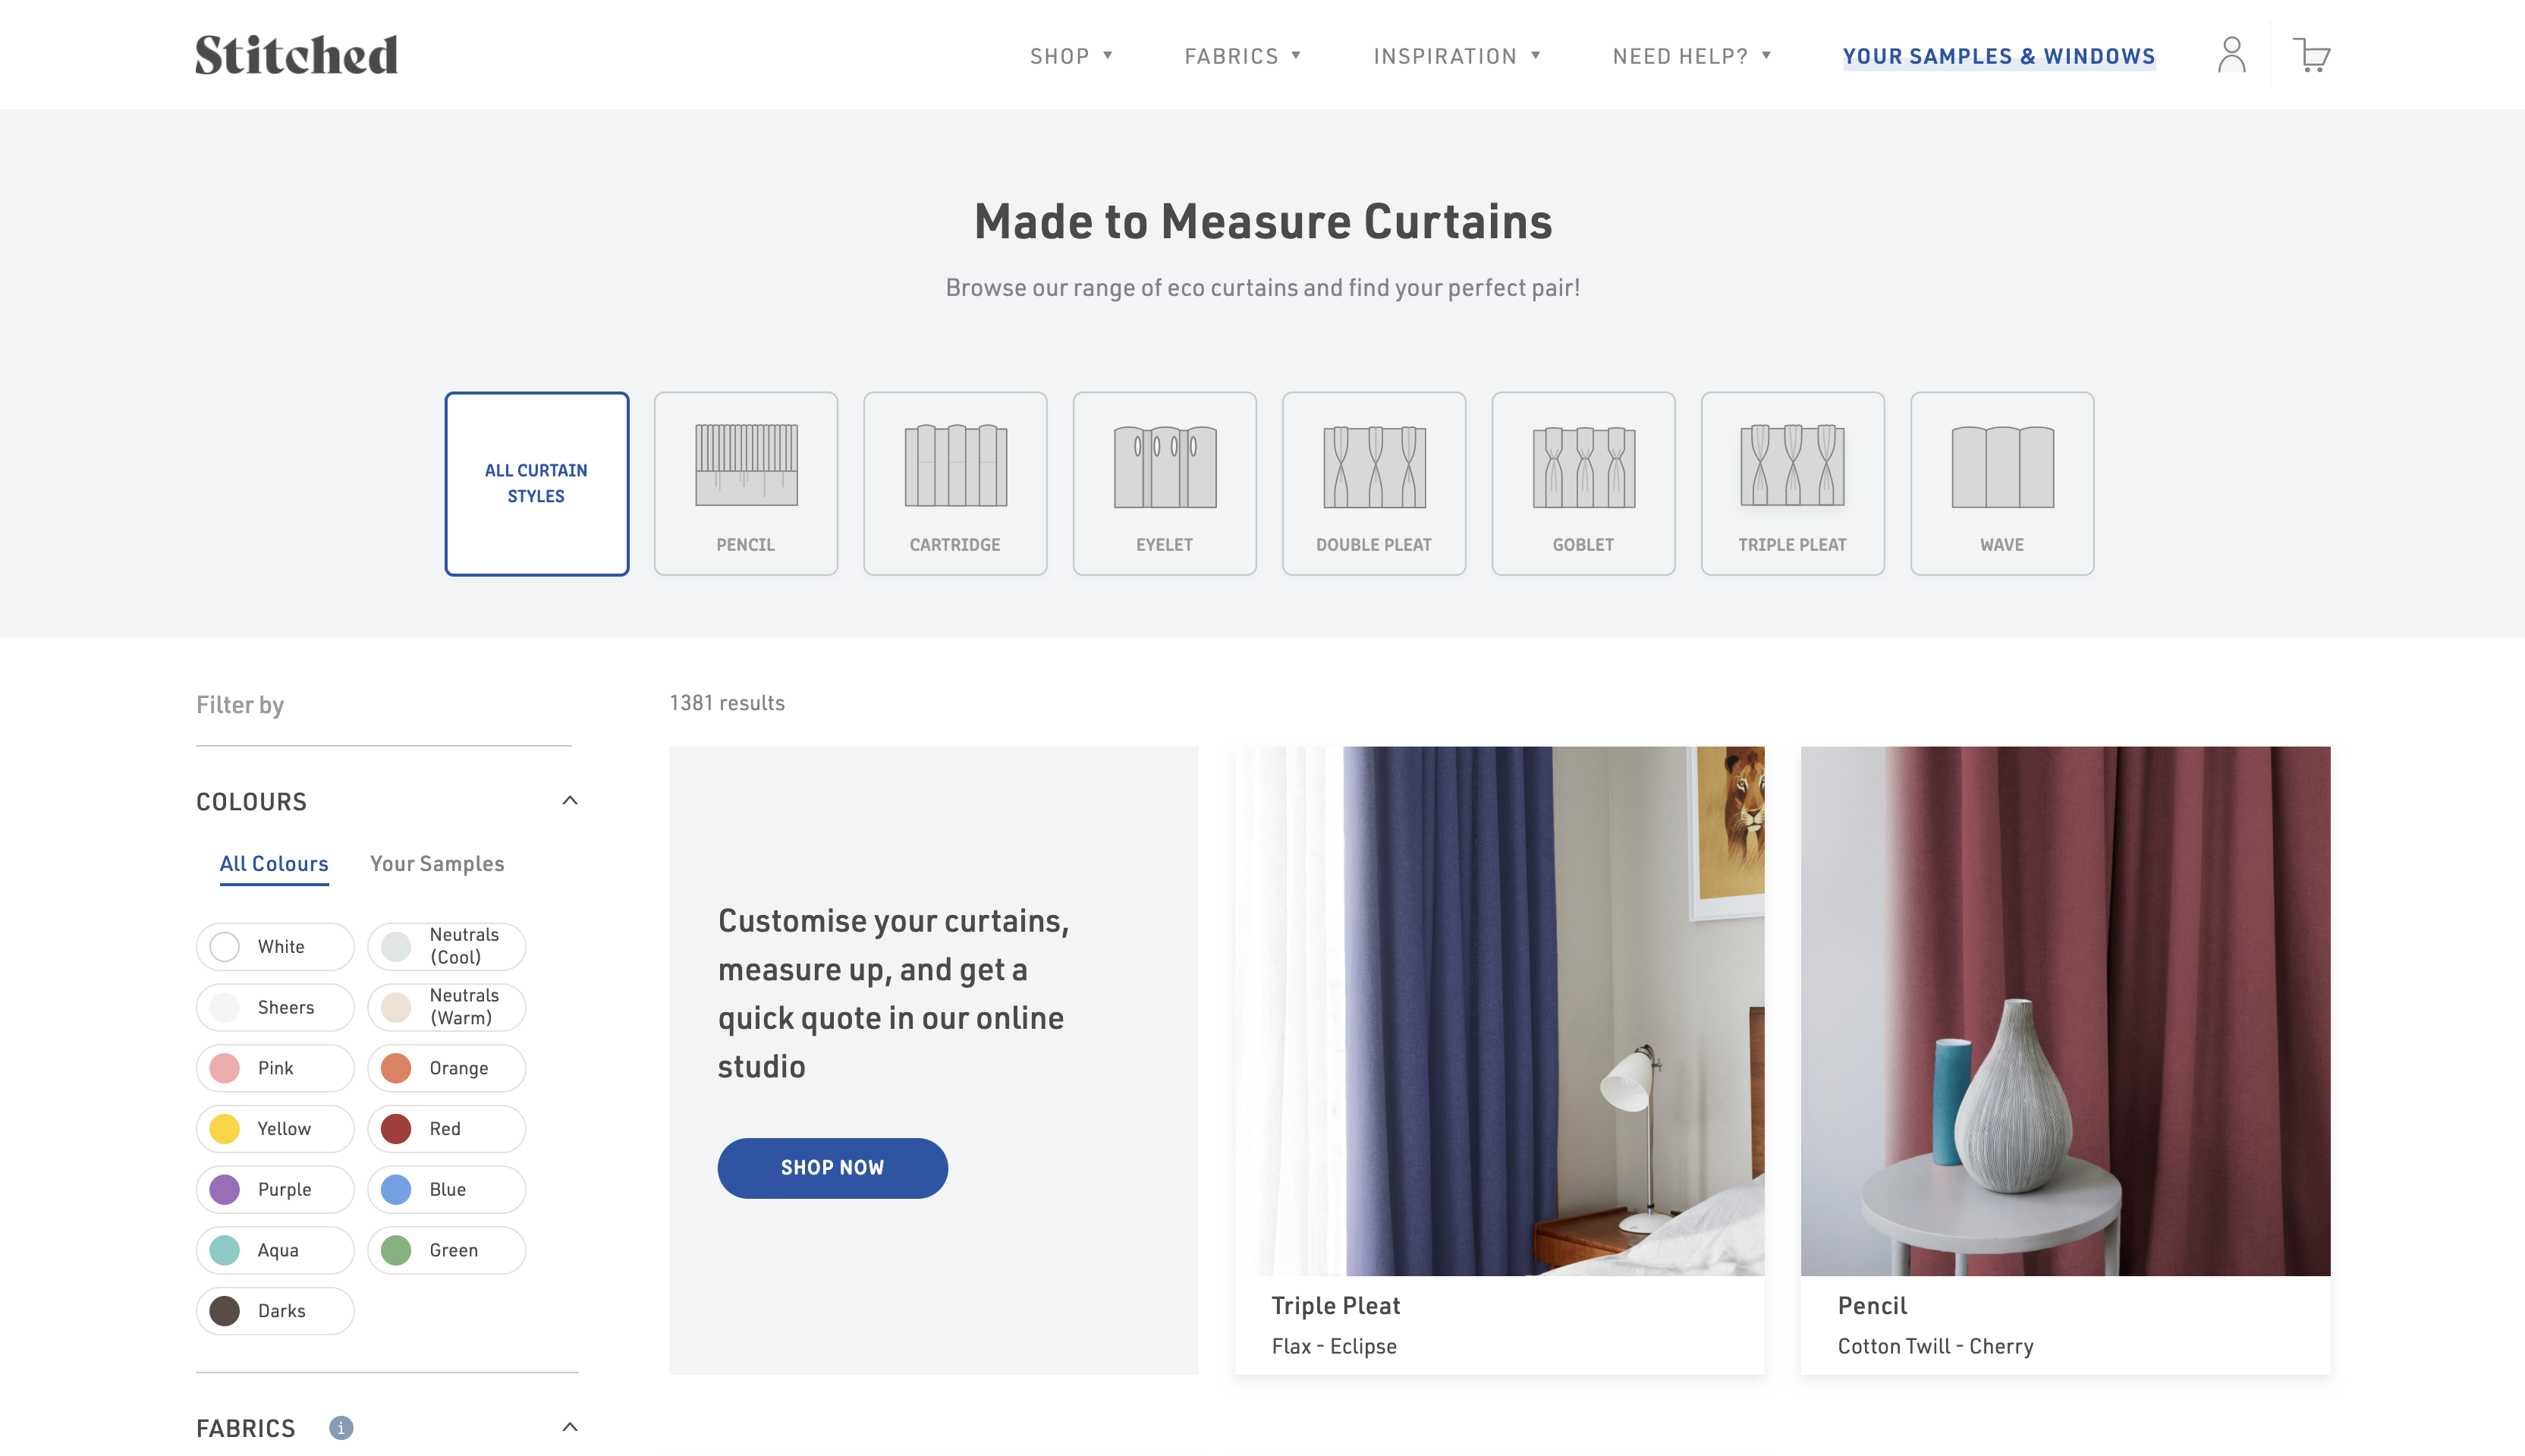 Stitched
SHOP
FABRICS
INSPIRATION
NEED HELP?
YOUR SAMPLES & WINDOWS
Made to Measure Curtains
Browse our range of eco curtains and find your perfect pair!
ALL CURTAIN
STYLES
PENCIL
CARTRIDGE
EYELET
DOUBLE PLEAT
GOBLET
TRIPLE PLEAT
WAVE
Filter by
COLOURS
All Colours
Your Samples
White
Neutrals
(Cool)
Sheers
Neutrals
(Warm)
Pink
Orange
Yellow
Red
Purple
Blue
Aqua
Green
Darks
FABRICS
i
1381 results
Customise your curtains,
measure up, and get a
quick quote in our online
studio
SHOP NOW
Triple Pleat
Flax - Eclipse
Pencil
Cotton Twill - Cherry